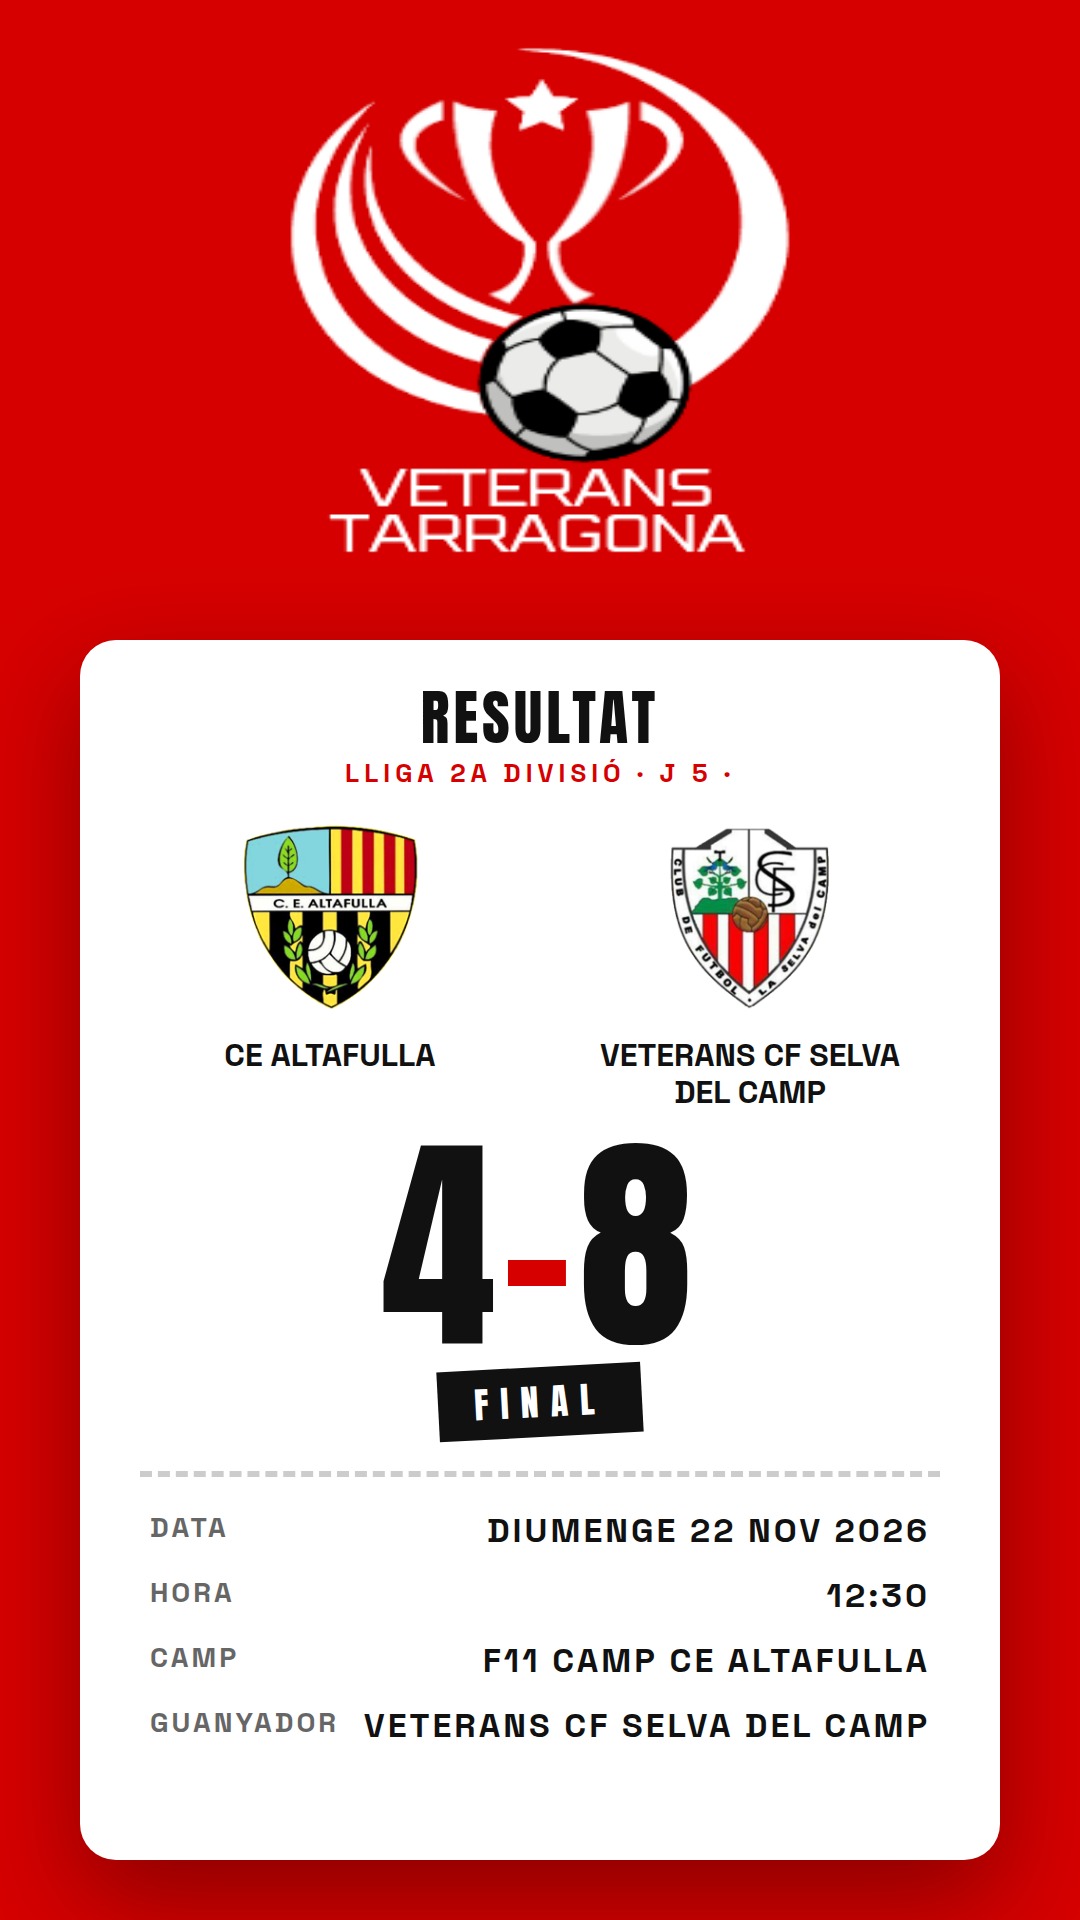 VETERANS
TARRAGONA
RESULTAT
LLIGA 2A DIVISIÓ · J 5 ·
C. E. ALTAFULLA
CLUB DE FUTBOL · LA SELVA del CAMP
CE ALTAFULLA
VETERANS CF SELVA
DEL CAMP
4-8
FINAL
DATA DIUMENGE 22 NOV 2026
HORA 12:30
CAMP F11 CAMP CE ALTAFULLA
GUANYADOR VETERANS CF SELVA DEL CAMP